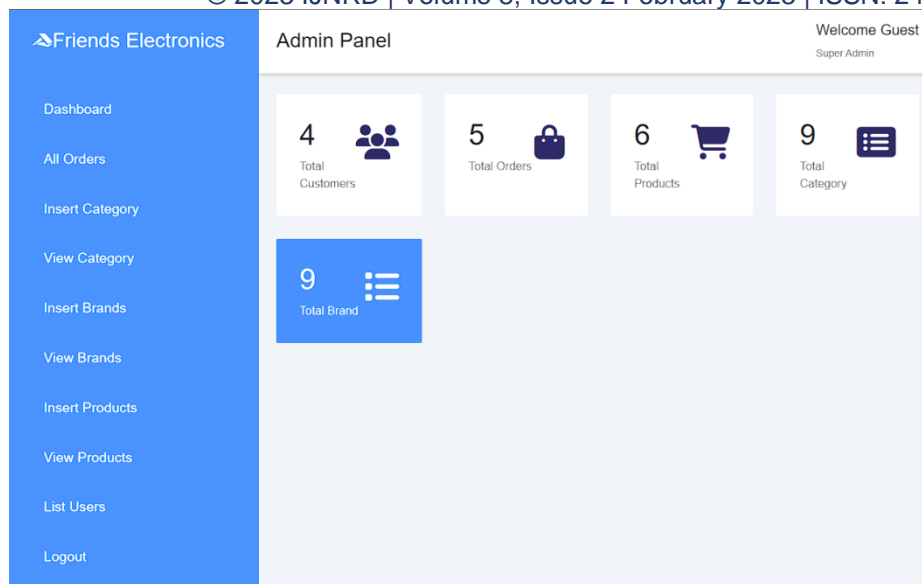 Friends Electronics
Admin Panel
Welcome Guest
Super Admin
Dashboard
All Orders
Insert Category
View Category
Insert Brands
View Brands
Insert Products
View Products
List Users
Logout
4
Total
Customers
5
Total Orders
6
Total
Products
9
Total
Category
9
Total Brand